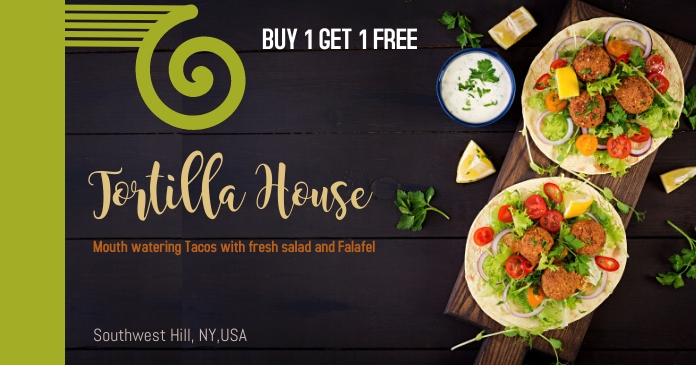 BUY 1 GET 1 FREE
Tortilla House
Mouth watering Tacos with fresh salad and Falafel
Southwest Hill, NY,USA